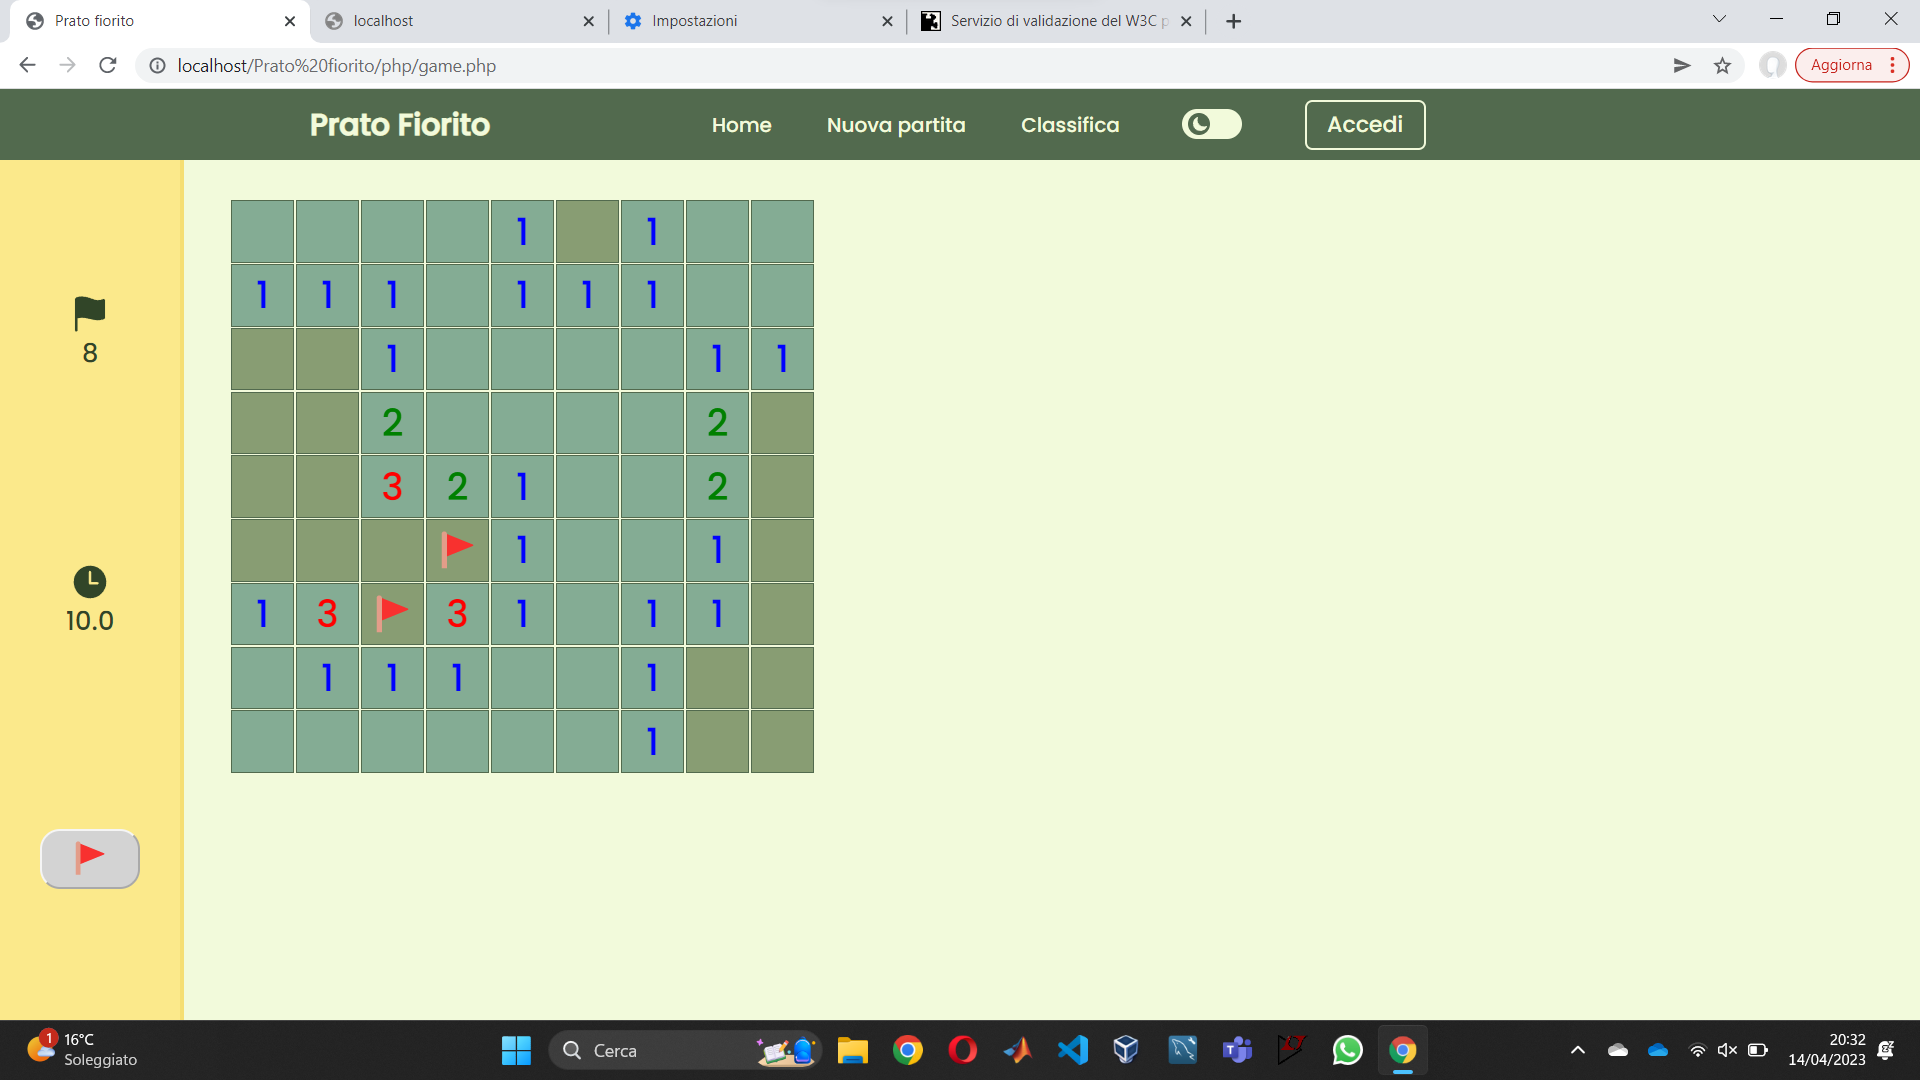 Prato fiorito
localhost
Impostazioni
Servizio di validazione del W3C p
localhost/Prato%20fiorito/php/game.php
Aggiorna
Prato Fiorito
Home
Nuova partita
Classifica
Accedi
8
10.0
1 1
1 1 1 1 1 1
1 1 1
2 2
3 2 1 2
1 1
1 3 3 1 1 1
1 1 1 1
1
1
16°C
Soleggiato
Cerca
20:32
14/04/2023